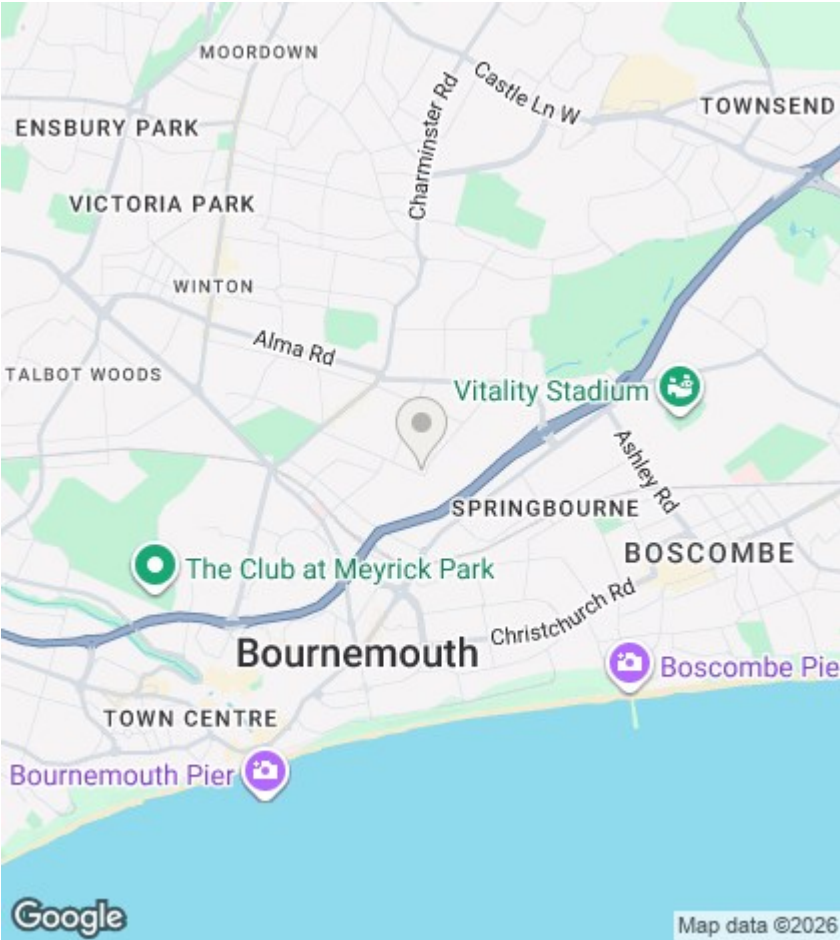 MOORDOWN
Castle Ln W
TOWNSEND
ENSBURY PARK
Charminster Rd
VICTORIA PARK
WINTON
Alma Rd
TALBOT WOODS
Vitality Stadium
Ashley Rd
SPRINGBOURNE
BOSCOMBE
The Club at Meyrick Park
Christchurch Rd
Bournemouth
Boscombe Pie
TOWN CENTRE
Bournemouth Pier
Google
Map data ©2026